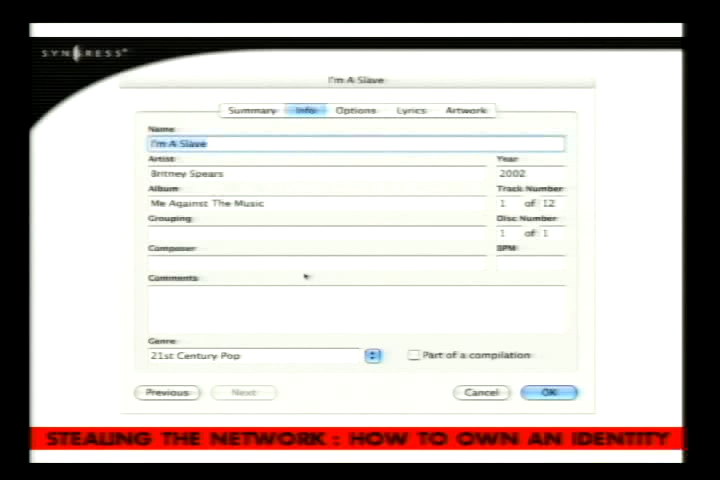 SYNGRESS
I'm A Slave
Summary Info Options Lyrics Artwork
Name
I'm A Slave
Artist Year
Britney Spears 2002
Album Track Number
Me Against The Music 1 of 12
Grouping Disc Number
1 of 1
Composer BPM
Comments
Genre
21st Century Pop Part of a compilation
Previous Next Cancel OK
STEALING THE NETWORK : HOW TO OWN AN IDENTITY